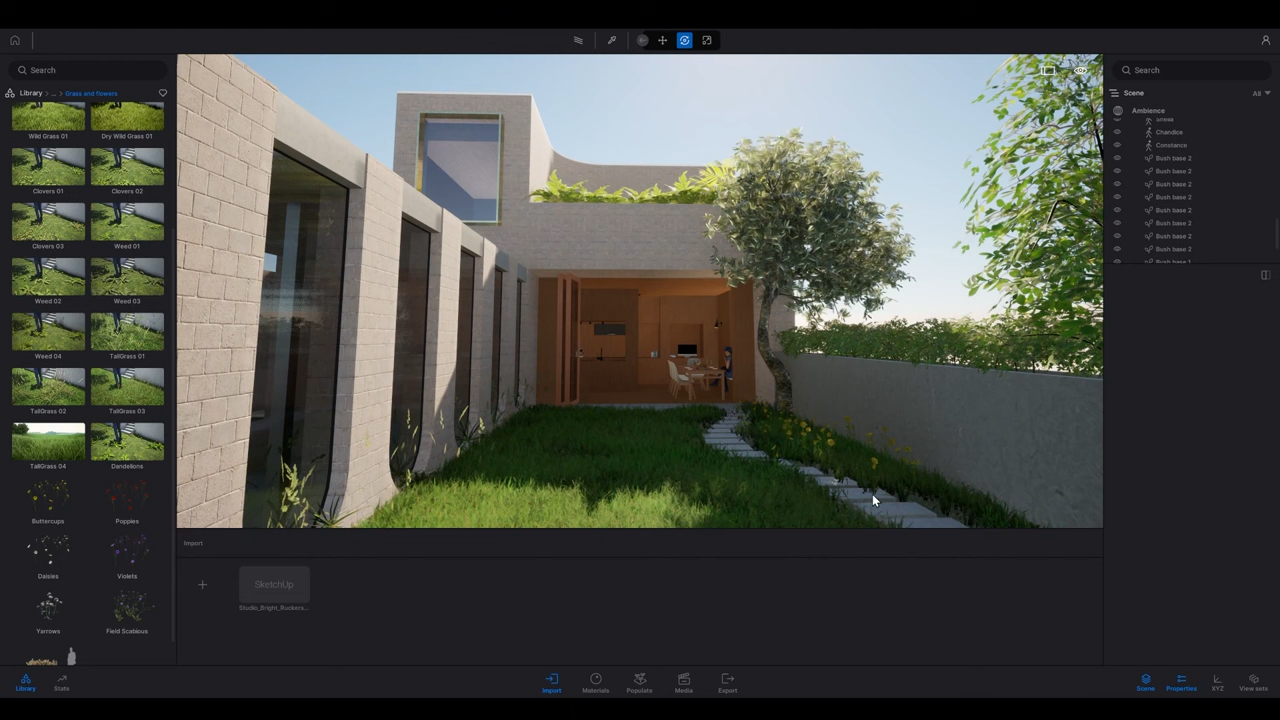 Search
Search
Library > ... > Grass and flowers
Scene
All
Ambience
Wild Grass 01
Dry Wild Grass 01
Chandice
Constance
Bush base 2
Bush base 2
Bush base 2
Bush base 2
Bush base 2
Bush base 2
Bush base 2
Bush base 2
Bush base 1
Clovers 01
Clovers 02
Clovers 03
Weed 01
Weed 02
Weed 03
Weed 04
TallGrass 01
TallGrass 02
TallGrass 03
TallGrass 04
Dandelions
Buttercups
Poppies
Daisies
Violets
Yarrows
Field Scabious
Import
SketchUp
Studio_Bright_Ruckers...
Library
Stats
Import
Materials
Populate
Media
Export
Scene
Properties
XYZ
View sets